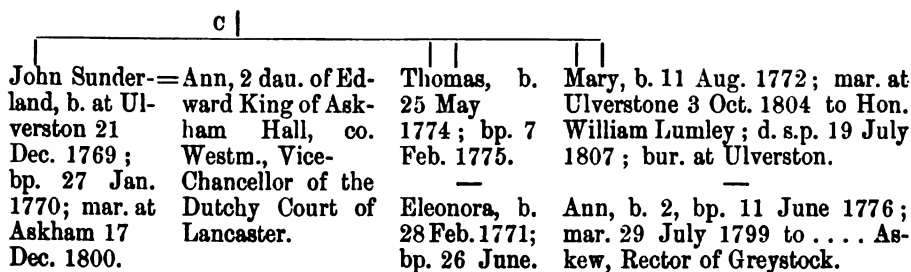 C
John Sunder-=
land, b. at Ul-
verston 21
Dec. 1769 ;
bp. 27 Jan.
1770; mar. at
Askham 17
Dec. 1800.
Ann, 2 dau. of Ed-
ward King of Ask-
ham Hall, co.
Westm., Vice-
Chancellor of the
Dutchy Court of
Lancaster.
Thomas, b.
25 May
1774 ; bp. 7
Feb. 1775.
—
Eleonora, b.
28 Feb. 1771;
bp. 26 June.
Mary, b. 11 Aug. 1772 ; mar. at
Ulverstone 3 Oct. 1804 to Hon.
William Lumley ; d. s.p. 19 July
1807 ; bur. at Ulverston.
—
Ann, b. 2, bp. 11 June 1776 ;
mar. 29 July 1799 to .... As-
kew, Rector of Greystock.